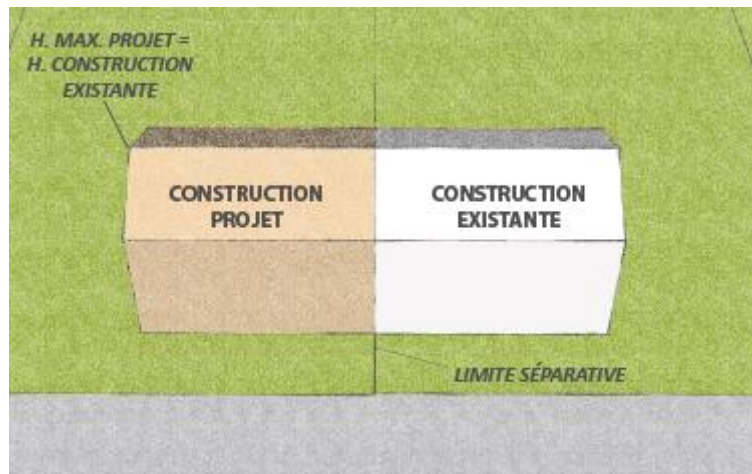 H. MAX. PROJET =
H. CONSTRUCTION
EXISTANTE
CONSTRUCTION
PROJET
CONSTRUCTION
EXISTANTE
LIMITE SÉPARATIVE